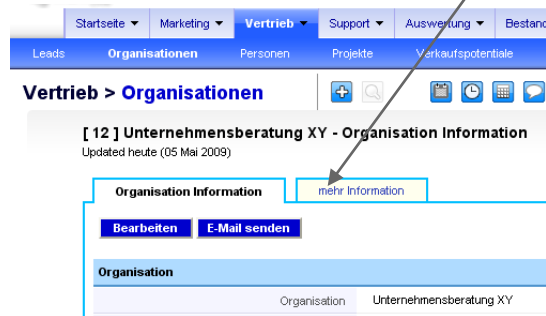 Startseite ▼ Marketing ▼ Vertrieb ▼ Support ▼ Auswertung ▼ Bestand
Leads Organisationen Personen Projekte Verkaufspotentiale
Vertrieb > Organisationen
[ 12 ] Unternehmensberatung XY - Organisation Information
Updated heute (05 Mai 2009)
Organisation Information mehr Information
Bearbeiten E-Mail senden
Organisation
Organisation Unternehmensberatung XY